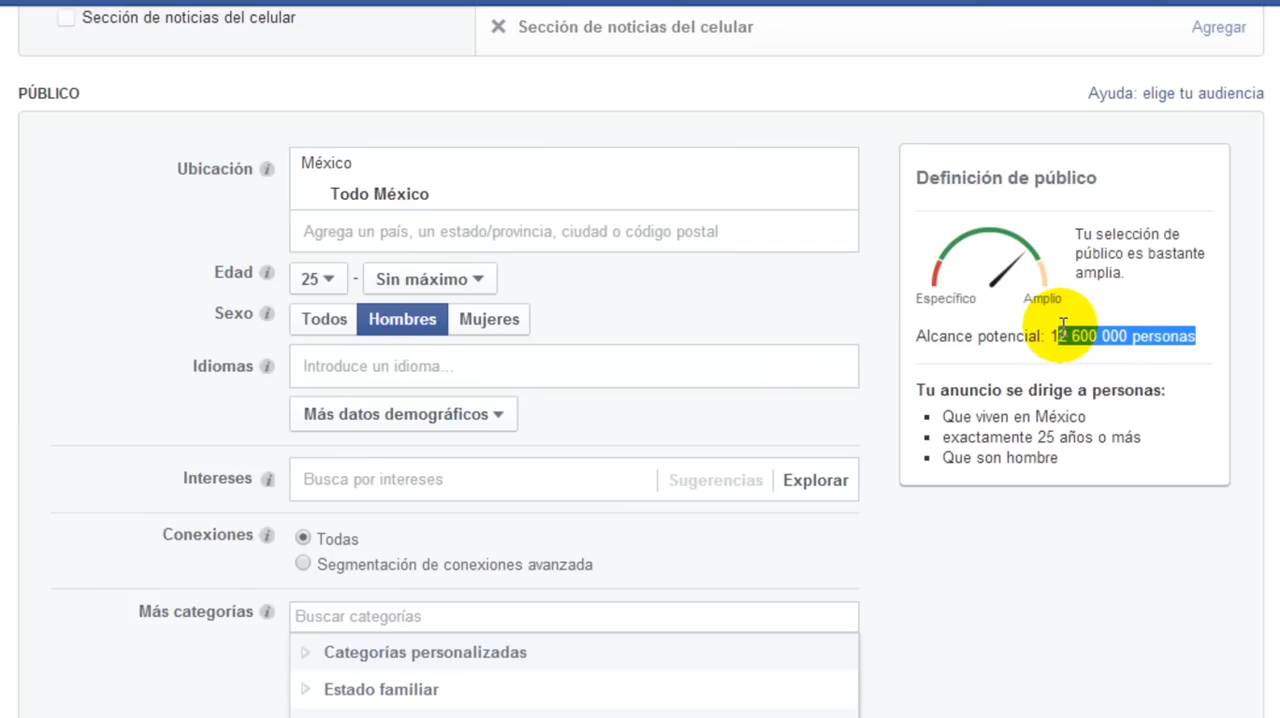 Sección de noticias del celular
Sección de noticias del celular
Agregar
PÚBLICO
Ayuda: elige tu audiencia
Ubicación
México
Todo México
Agrega un país, un estado/provincia, ciudad o código postal
Edad
25 - Sin máximo
Sexo
Todos Hombres Mujeres
Idiomas
Introduce un idioma...
Más datos demográficos
Intereses
Busca por intereses Sugerencias Explorar
Conexiones
Todas
Segmentación de conexiones avanzada
Más categorías
Buscar categorías
Categorías personalizadas
Estado familiar
Definición de público
Tu selección de
público es bastante
amplia.
Específico Amplio
Alcance potencial: 12 600 000 personas
Tu anuncio se dirige a personas:
Que viven en México
exactamente 25 años o más
Que son hombre